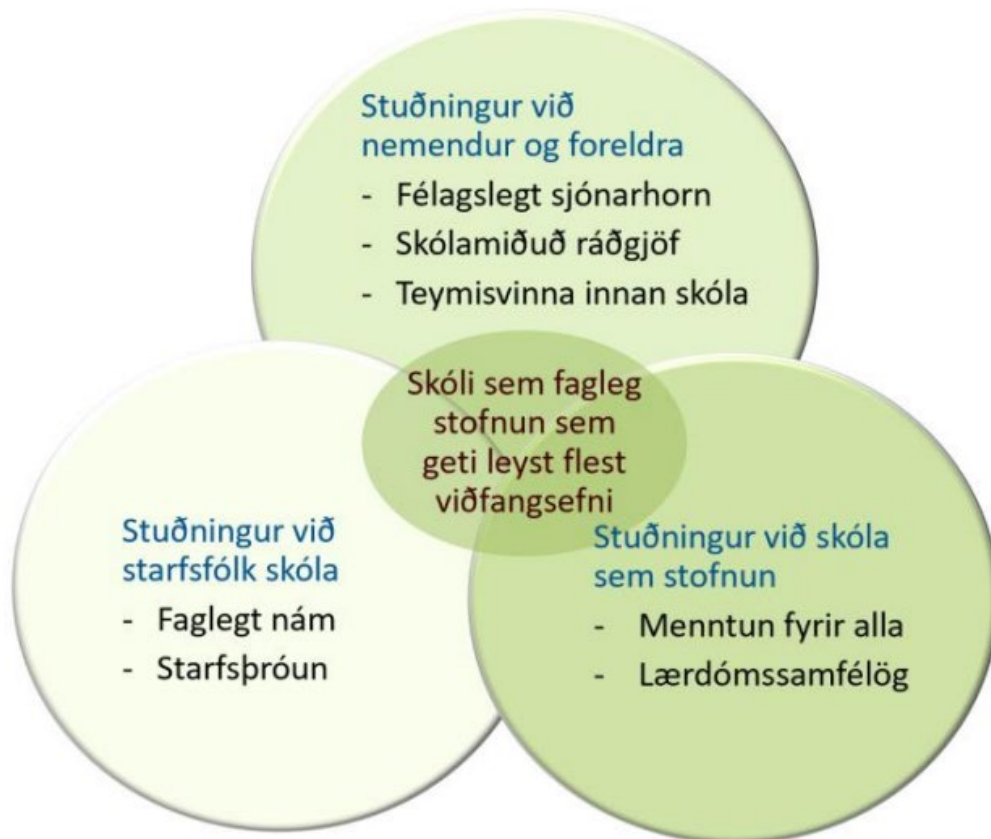 Stuðningur við
nemendur og foreldra
- Félagslegt sjónarhorn
- Skólamiðuð ráðgjöf
- Teymisvinna innan skóla
Skóli sem fagleg
stofnun sem
geti leyst flest
viðfangsefni
Stuðningur við
starfsfólk skóla
- Faglegt nám
- Starfsþróun
Stuðningur við skóla
sem stofnun
- Menntun fyrir alla
- Lærdómssamfélög